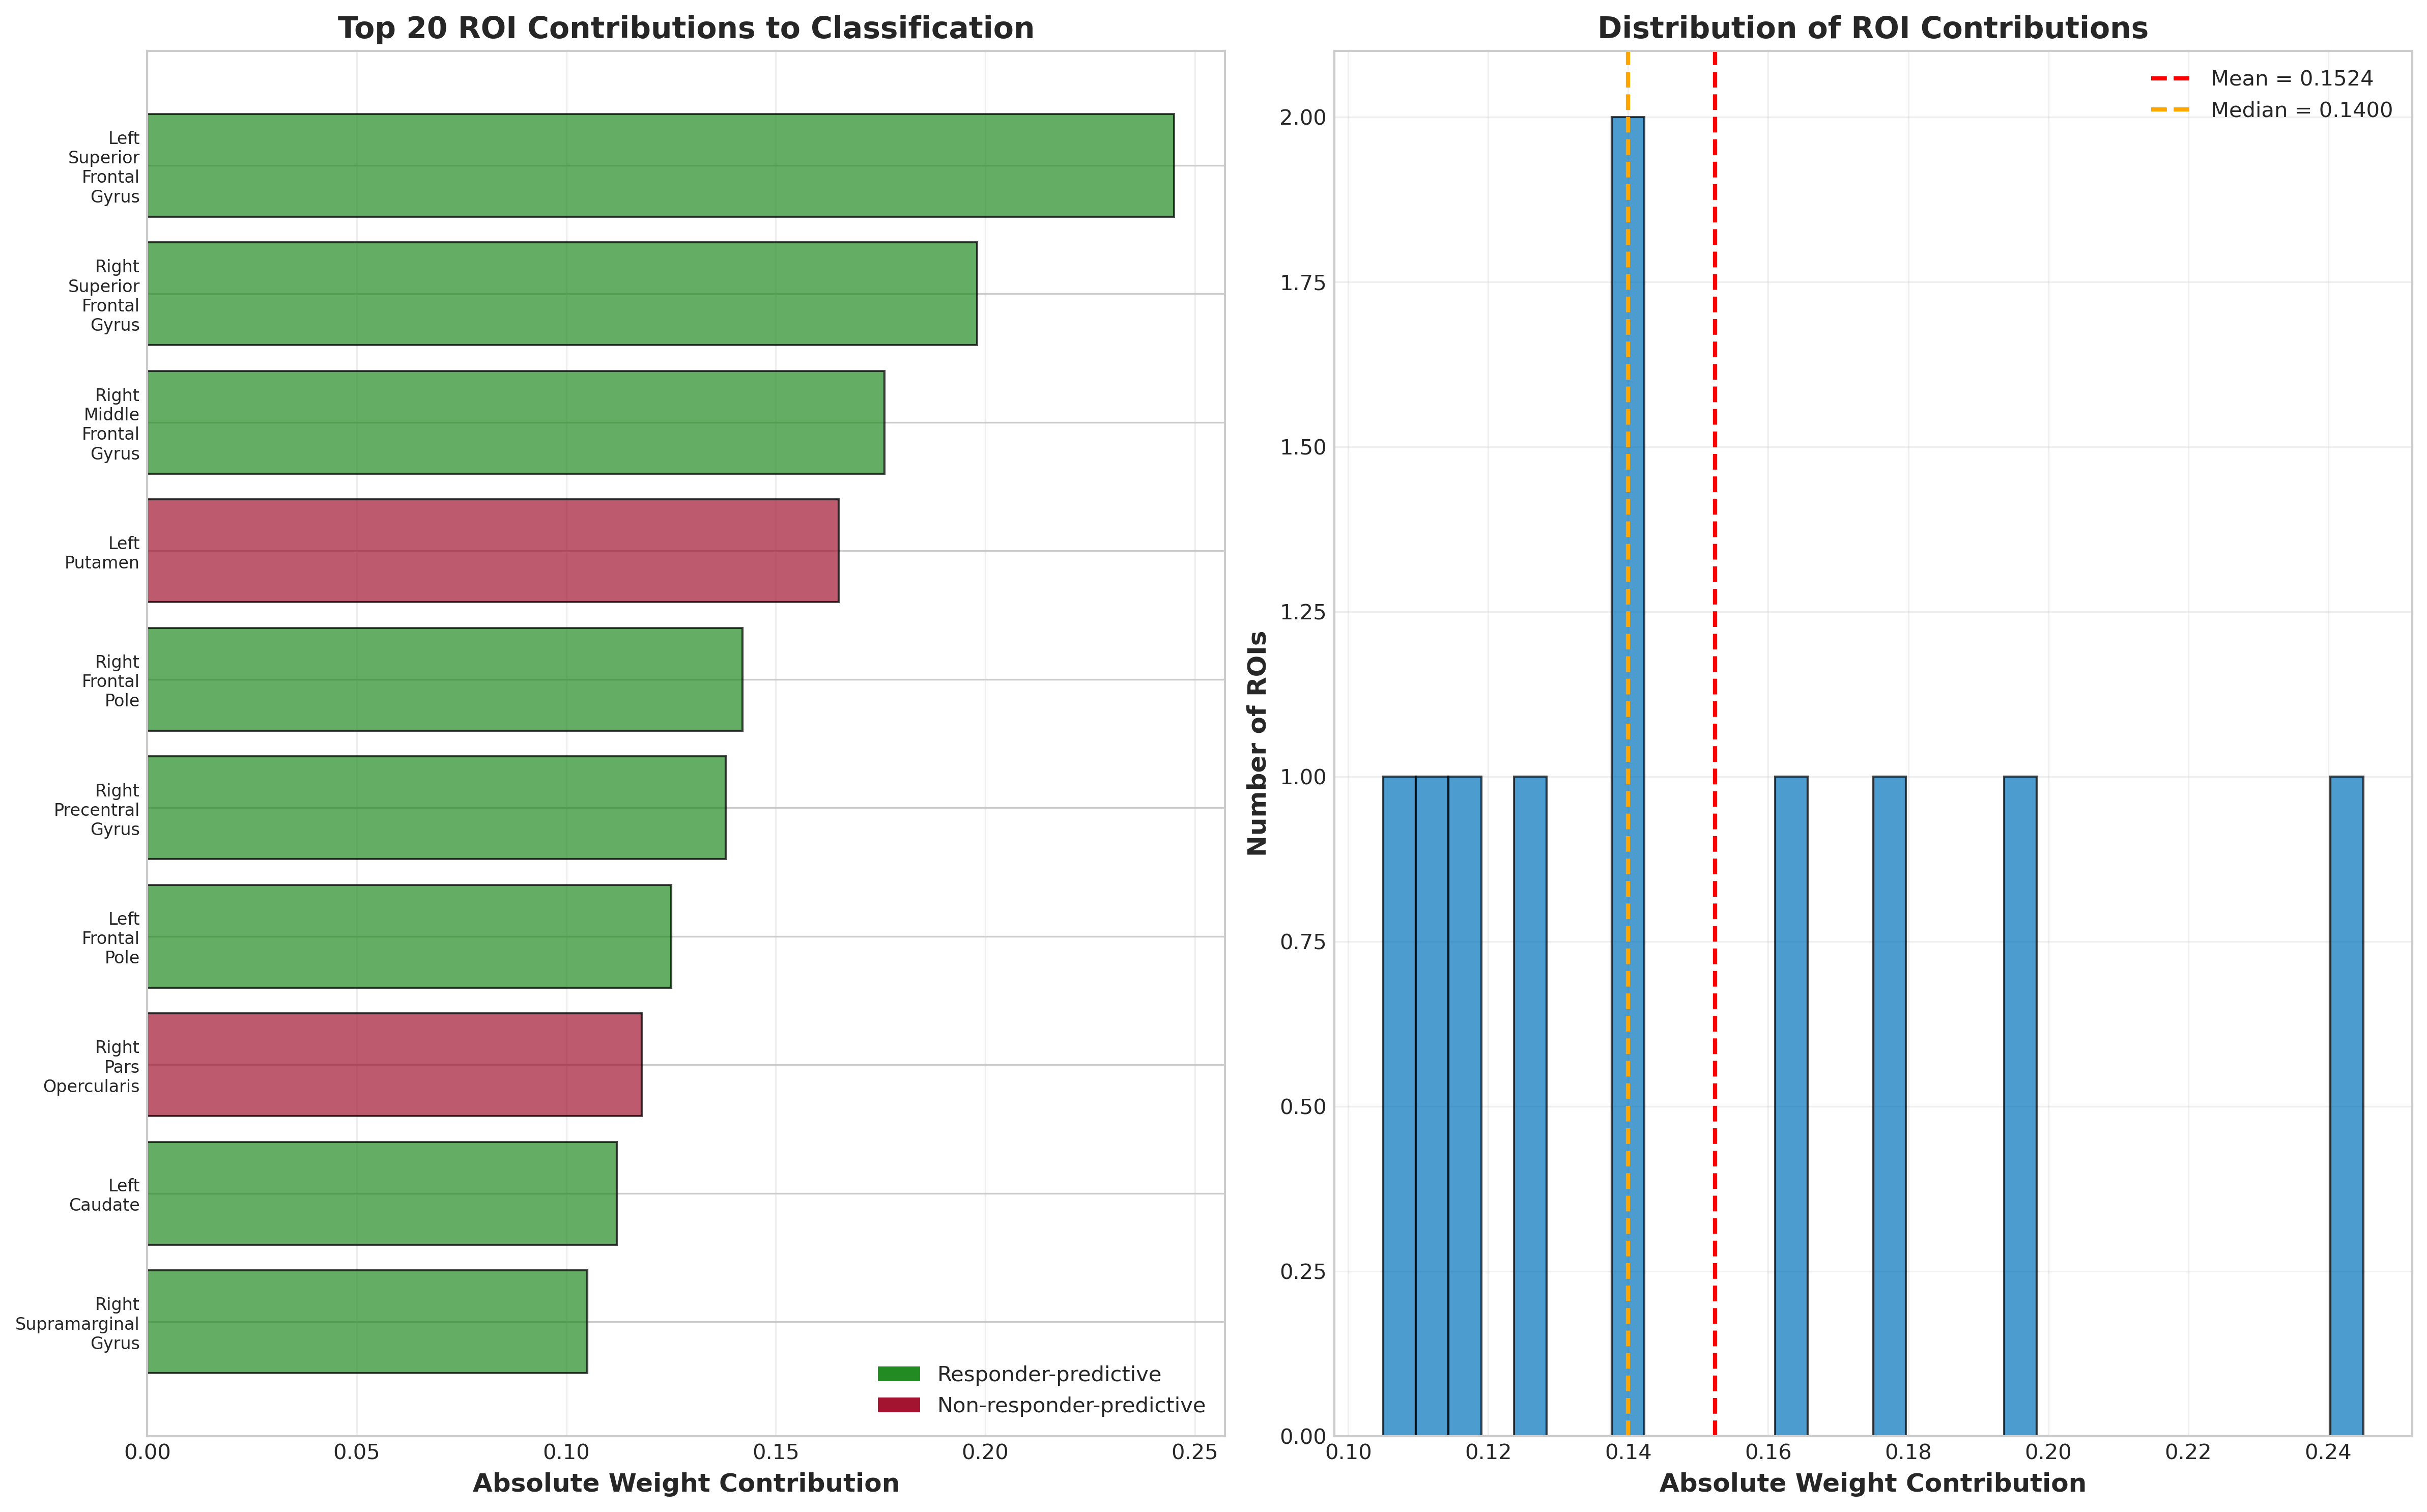 Top 20 ROI Contributions to Classification
Left
Superior
Frontal
Gyrus
Right
Superior
Frontal
Gyrus
Right
Middle
Frontal
Gyrus
Left
Putamen
Right
Frontal
Pole
Right
Precentral
Gyrus
Left
Frontal
Pole
Right
Pars
Opercularis
Left
Caudate
Right
Supramarginal
Gyrus
Responder-predictive
Non-responder-predictive
0.00 0.05 0.10 0.15 0.20 0.25
Absolute Weight Contribution
Distribution of ROI Contributions
Mean = 0.1524
Median = 0.1400
Number of ROIs
2.00
1.75
1.50
1.25
1.00
0.75
0.50
0.25
0.00
0.10 0.12 0.14 0.16 0.18 0.20 0.22 0.24
Absolute Weight Contribution